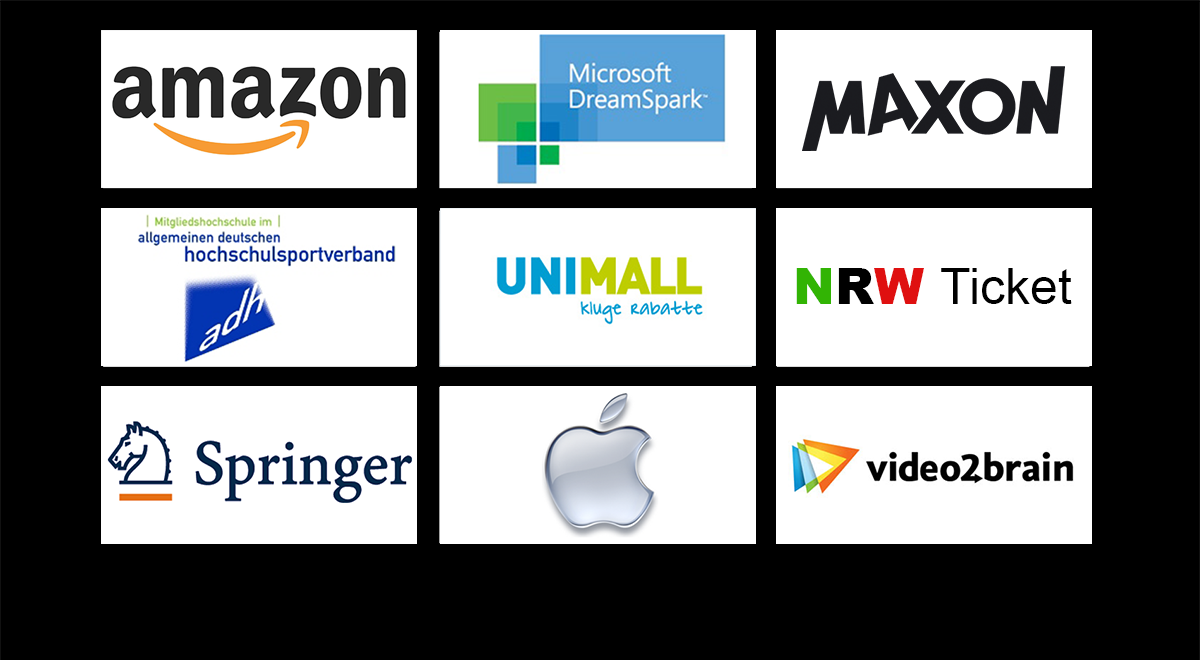 amazon
Microsoft
DreamSpark™
MAXON
| Mitgliedshochschule im |
allgemeinen deutschen
hochschulsportverband
adh
UNIMALL
kluge Rabatte
NRW Ticket
Springer
video2brain